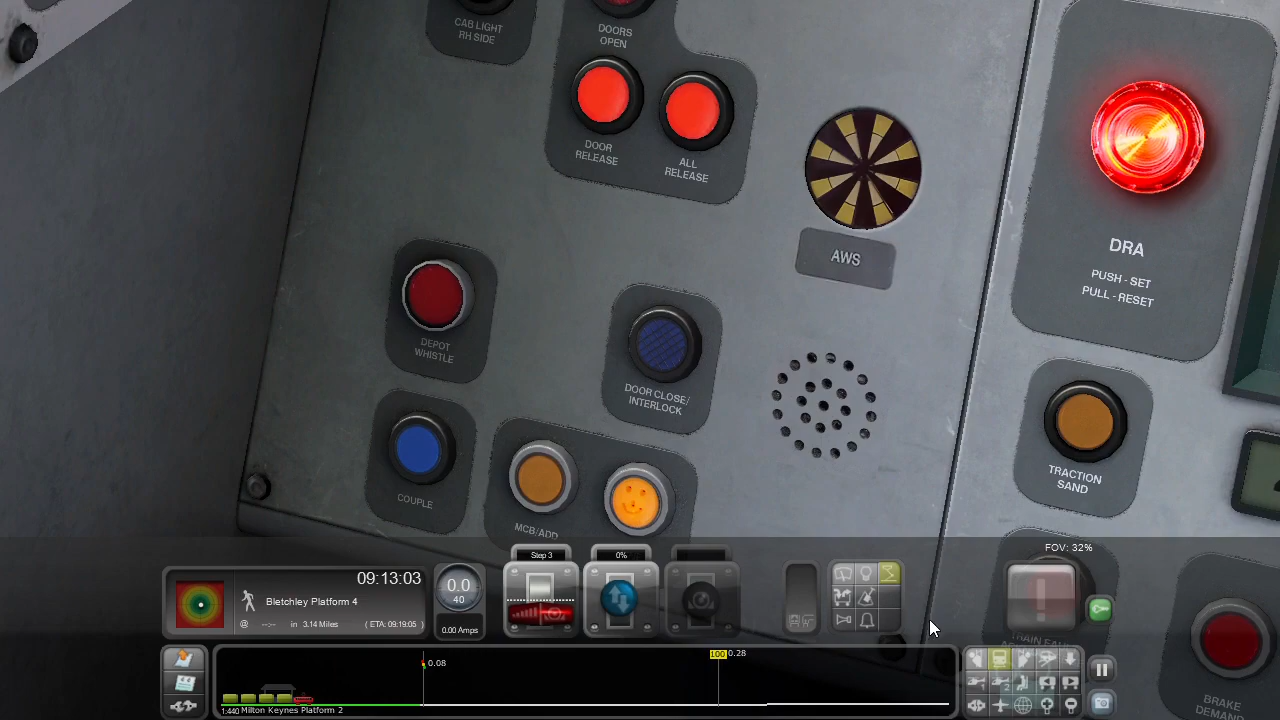 CAB LIGHT
RH SIDE
DOORS
OPEN
DOOR
RELEASE
ALL
RELEASE
AWS
DRA
PUSH - SET
PULL - RESET
DEPOT
WHISTLE
DOOR CLOSE/
INTERLOCK
COUPLE
MCB/ADD
TRACTION
SAND
FOV: 32%
Step 3
0%
09:13:03
Bletchley Platform 4
@ --:-- in 3.14 Miles ( ETA: 09:19:05 )
0.0
40
0.00 Amps
BRAKE
DEMAND
0.08
100 0.28
1:440 Milton Keynes Platform 2
2